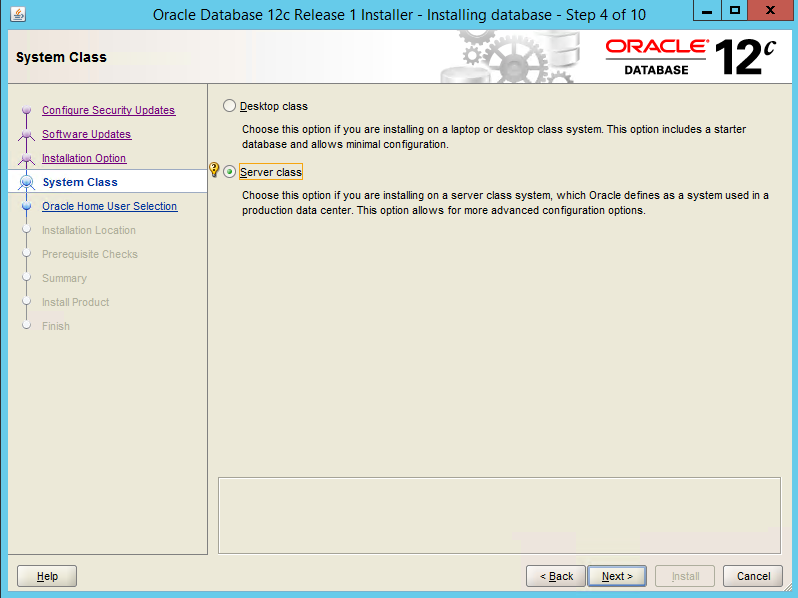 Oracle Database 12c Release 1 Installer - Installing database - Step 4 of 10
System Class
ORACLE®
DATABASE
12c
Configure Security Updates
Software Updates
Installation Option
System Class
Oracle Home User Selection
Installation Location
Prerequisite Checks
Summary
Install Product
Finish
Desktop class
Choose this option if you are installing on a laptop or desktop class system. This option includes a starter
database and allows minimal configuration.
Server class
Choose this option if you are installing on a server class system, which Oracle defines as a system used in a
production data center. This option allows for more advanced configuration options.
Help
< Back
Next >
Install
Cancel